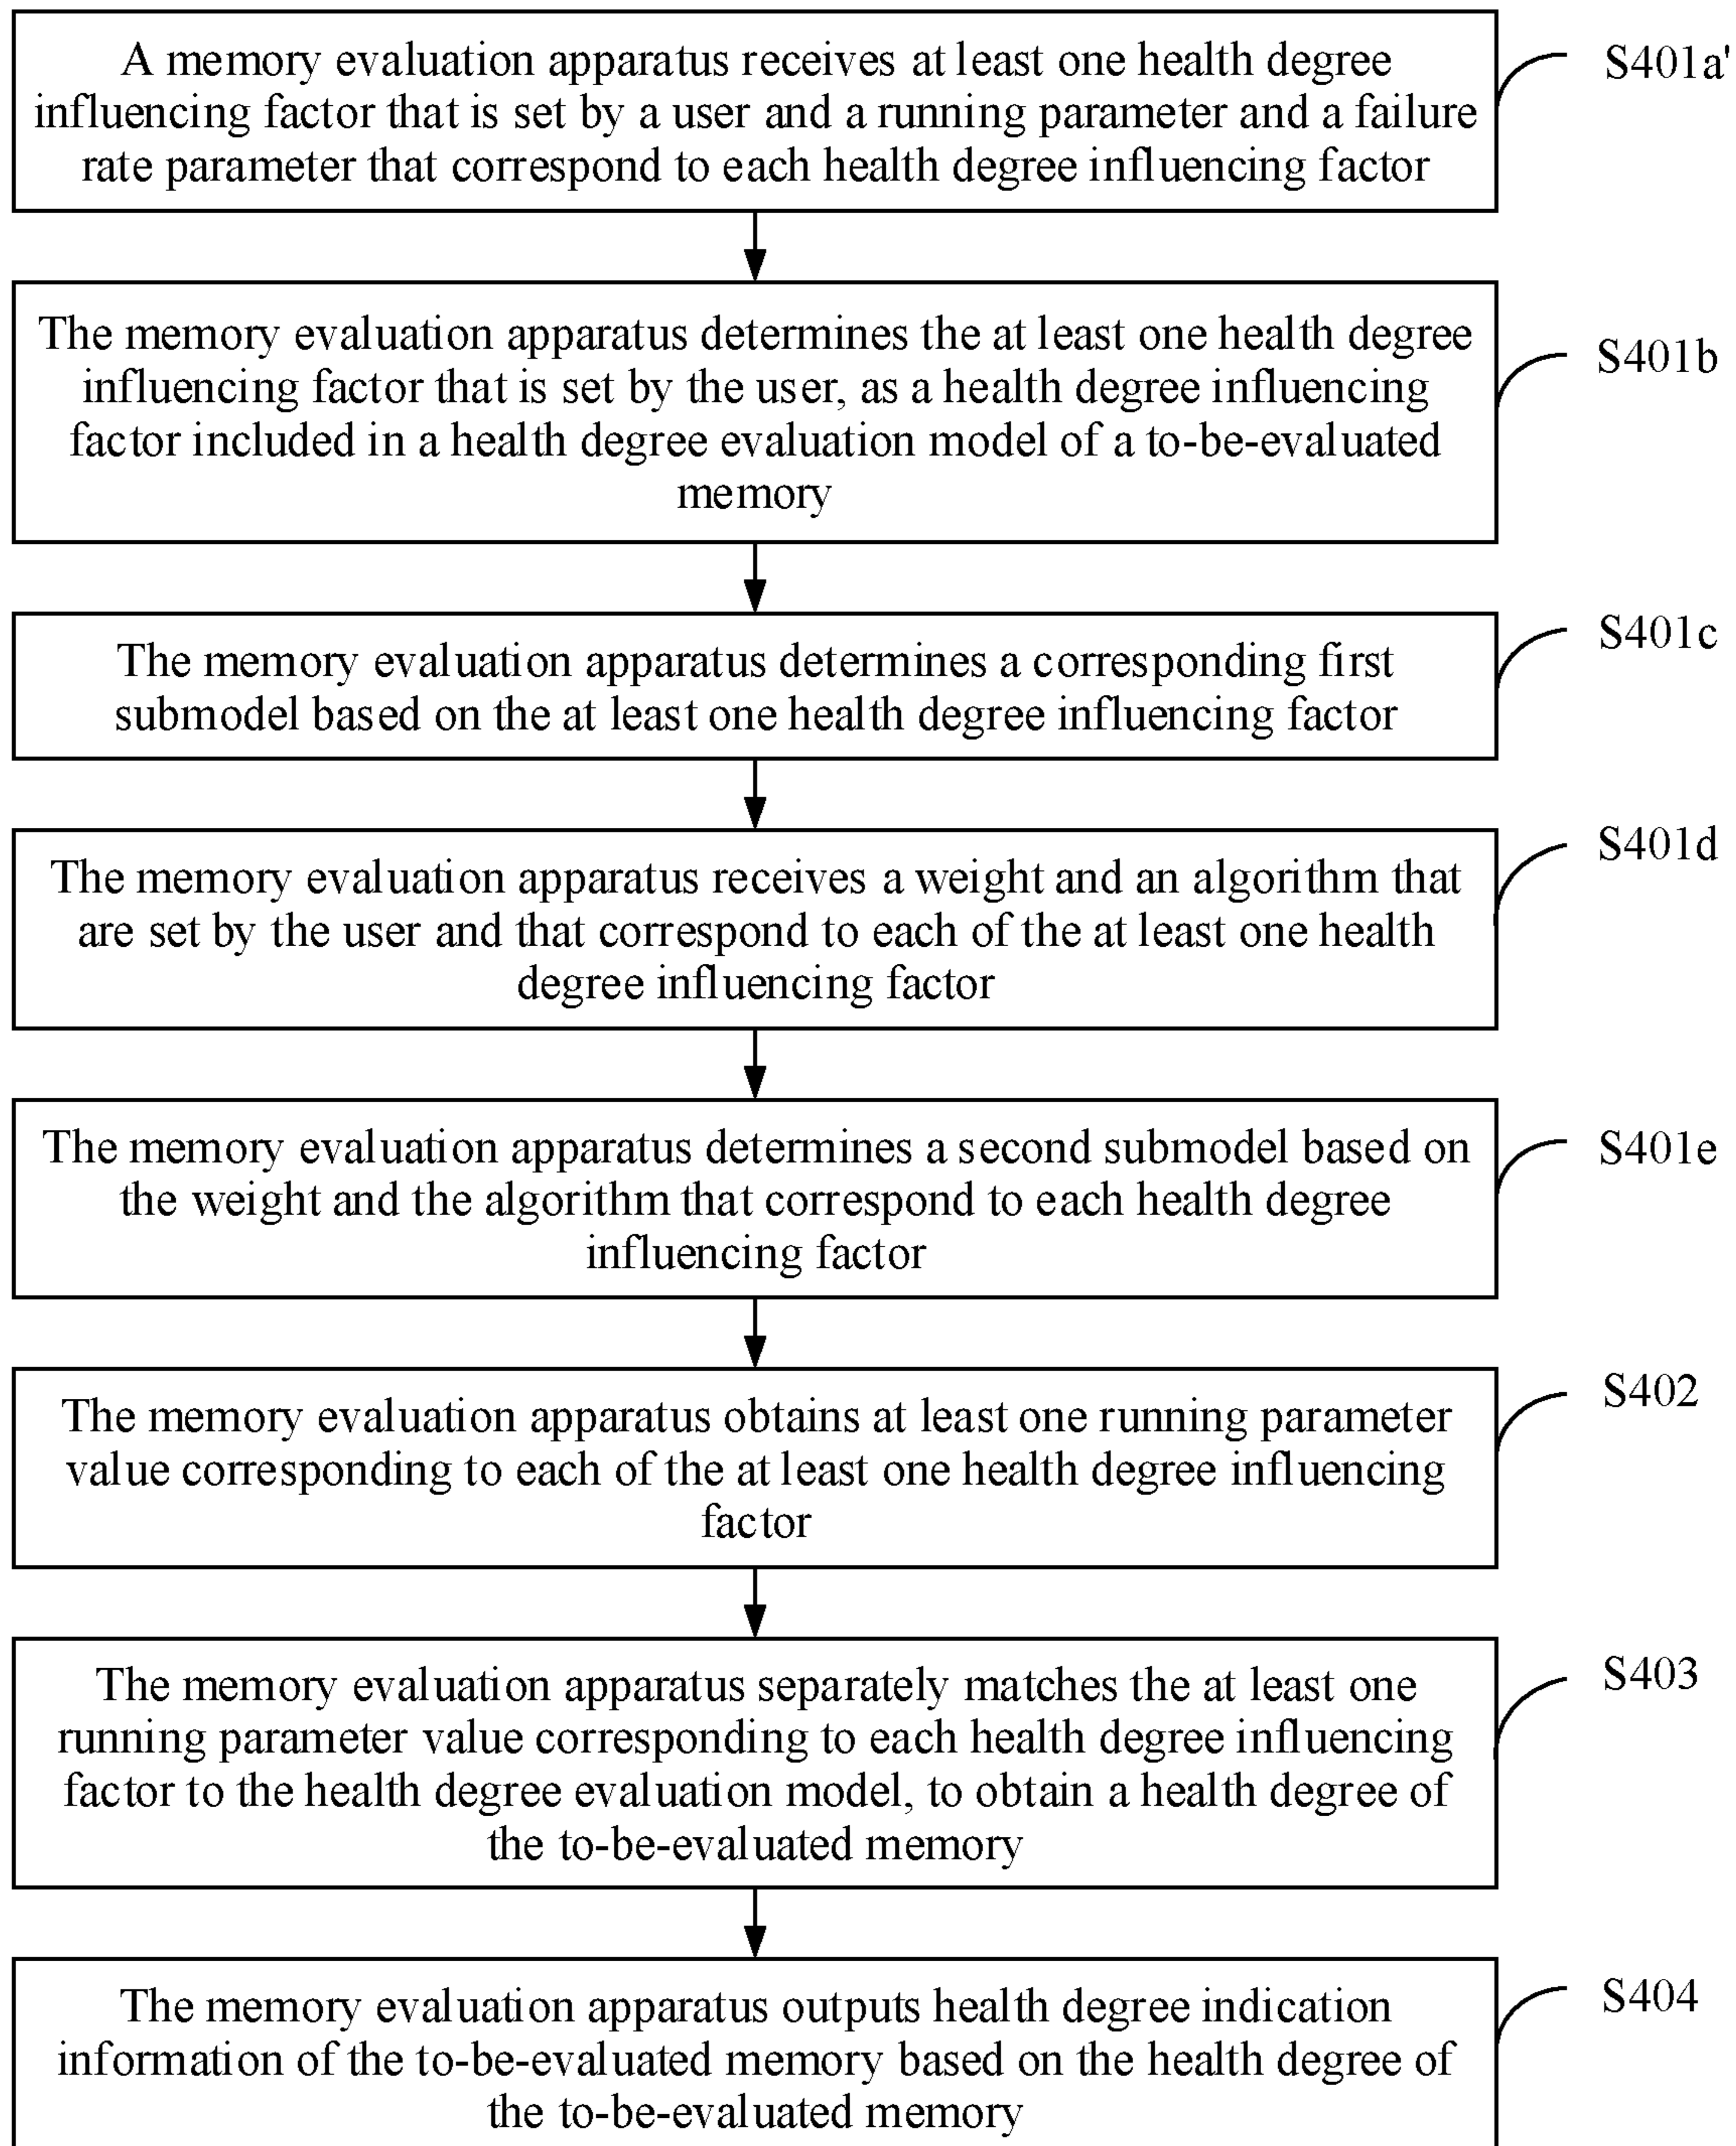 A memory evaluation apparatus receives at least one health degree
influencing factor that is set by a user and a running parameter and a failure
rate parameter that correspond to each health degree influencing factor
S401a'
The memory evaluation apparatus determines the at least one health degree
influencing factor that is set by the user, as a health degree influencing
factor included in a health degree evaluation model of a to-be-evaluated
memory
S401b
The memory evaluation apparatus determines a corresponding first
submodel based on the at least one health degree influencing factor
S401c
The memory evaluation apparatus receives a weight and an algorithm that
are set by the user and that correspond to each of the at least one health
degree influencing factor
S401d
The memory evaluation apparatus determines a second submodel based on
the weight and the algorithm that correspond to each health degree
influencing factor
S401e
The memory evaluation apparatus obtains at least one running parameter
value corresponding to each of the at least one health degree influencing
factor
S402
The memory evaluation apparatus separately matches the at least one
running parameter value corresponding to each health degree influencing
factor to the health degree evaluation model, to obtain a health degree of
the to-be-evaluated memory
S403
The memory evaluation apparatus outputs health degree indication
information of the to-be-evaluated memory based on the health degree of
the to-be-evaluated memory
S404